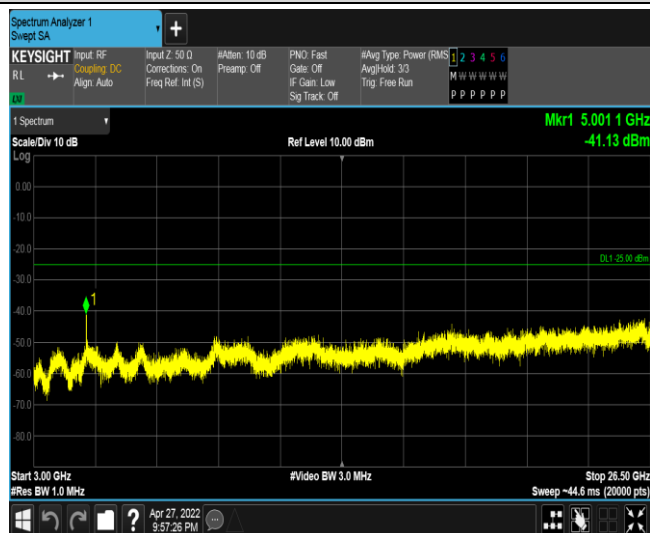 Spectrum Analyzer 1
Swept SA
KEYSIGHT
RL
Input: RF
Coupling: DC
Align: Auto
Input Z: 50 Ω
Corrections: On
Freq Ref: Int (S)
#Atten: 10 dB
Preamp: Off
PNO: Fast
Gate: Off
IF Gain: Low
Sig Track: Off
#Avg Type: Power (RMS
Avg|Hold: 3/3
Trig: Free Run
1 2 3 4 5 6
M W W W W W
P P P P P P
1 Spectrum
Mkr1 5.001 1 GHz
Scale/Div 10 dB
Ref Level 10.00 dBm
-41.13 dBm
Log
0.00
-10.0
-20.0
DL1 -25.00 dBm
-30.0
-40.0
1
-50.0
-60.0
-70.0
-80.0
Start 3.00 GHz
#Video BW 3.0 MHz
Stop 26.50 GHz
#Res BW 1.0 MHz
Sweep ~44.6 ms (20000 pts)
?
Apr 27, 2022
9:57:26 PM